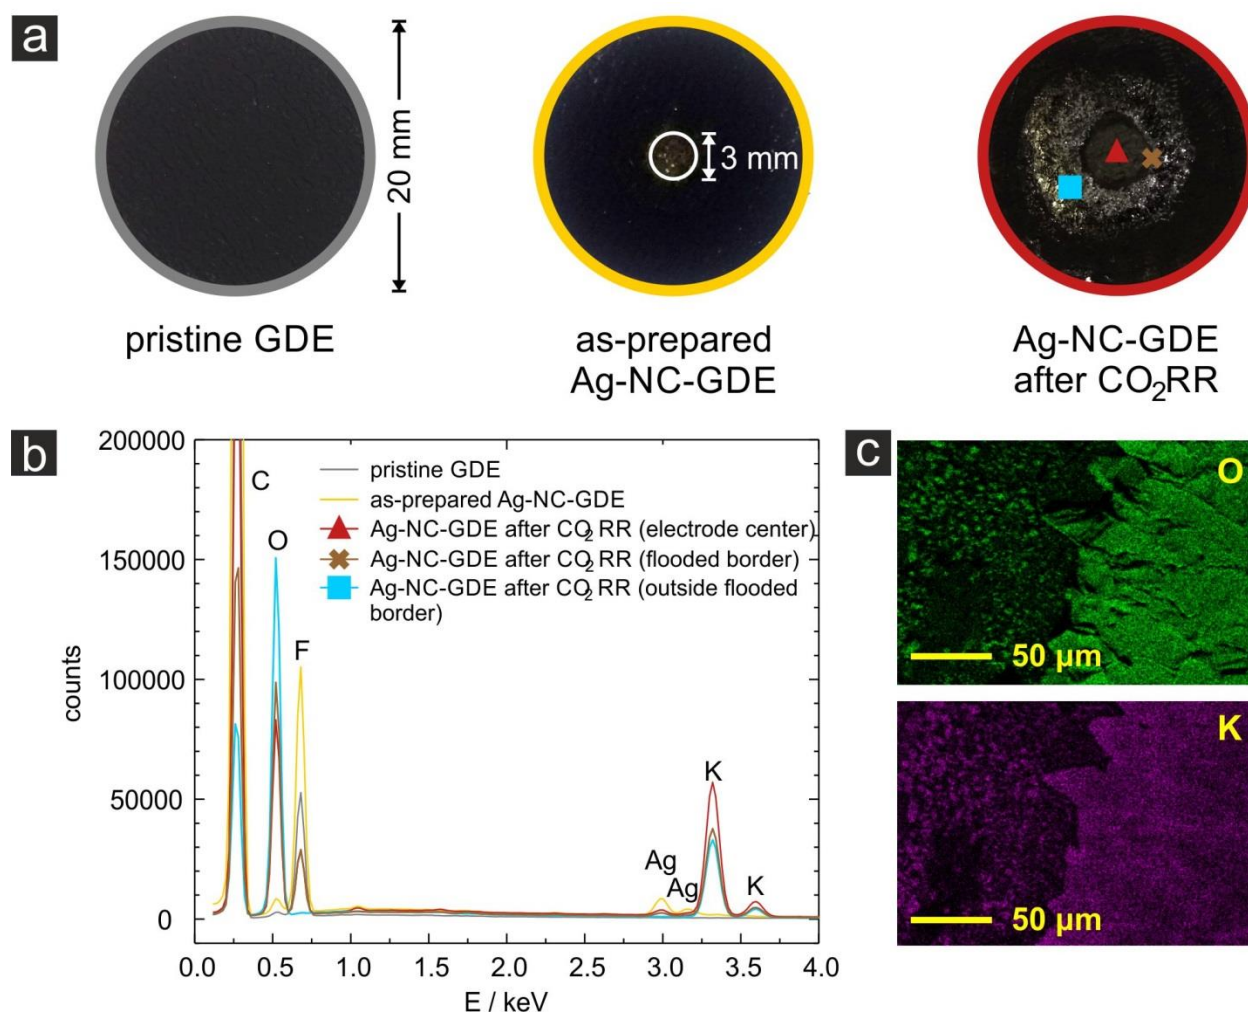 a
20 mm
3 mm
pristine GDE
as-prepared
Ag-NC-GDE
Ag-NC-GDE
after CO₂RR
b
200000
150000
100000
50000
0
counts
0.0 0.5 1.0 1.5 2.0 2.5 3.0 3.5 4.0
E / keV
C
O
F
Ag
Ag
K
K
pristine GDE
as-prepared Ag-NC-GDE
Ag-NC-GDE after CO₂ RR (electrode center)
Ag-NC-GDE after CO₂ RR (flooded border)
Ag-NC-GDE after CO₂ RR (outside flooded
border)
c
O
50 µm
K
50 µm